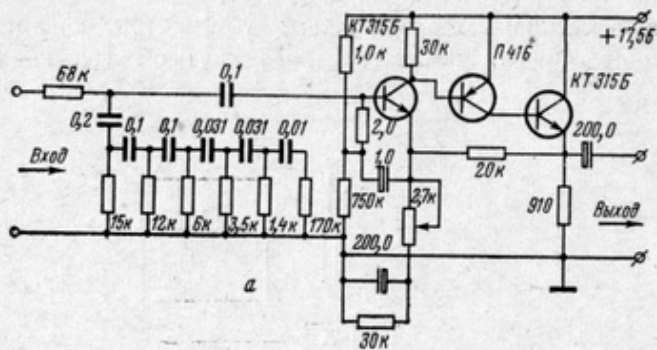 КТ315Б
П416
КТ315Б
+17,5Б
1,0к
30к
68к
0,1
0,2
0,1
0,1
0,031
0,031
0,01
2,0
1,0
200,0
20к
Вход
15к
12к
6к
3,5к
1,4к
170к
750к
2,7к
910
Выход
200,0
а
30к